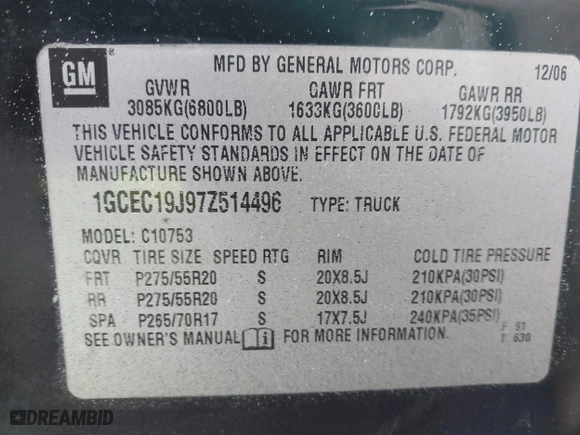 GM ® MFD BY GENERAL MOTORS CORP. 12/06
GVWR GAWR FRT GAWR RR
3085KG(6800LB) 1633KG(3600LB) 1792KG(3950LB)
THIS VEHICLE CONFORMS TO ALL APPLICABLE U.S. FEDERAL MOTOR
VEHICLE SAFETY STANDARDS IN EFFECT ON THE DATE OF
MANUFACTURE SHOWN ABOVE.
1GCEC19J97Z514496 TYPE: TRUCK
MODEL: C10753
CQVR TIRE SIZE SPEED RTG RIM COLD TIRE PRESSURE
FRT P275/55R20 S 20X8.5J 210KPA(30PSI)
RR P275/55R20 S 20X8.5J 210KPA(30PSI)
SPA P265/70R17 S 17X7.5J 240KPA(35PSI)
SEE OWNER'S MANUAL i FOR MORE INFORMATION. F 91
T 630
DREAMBID